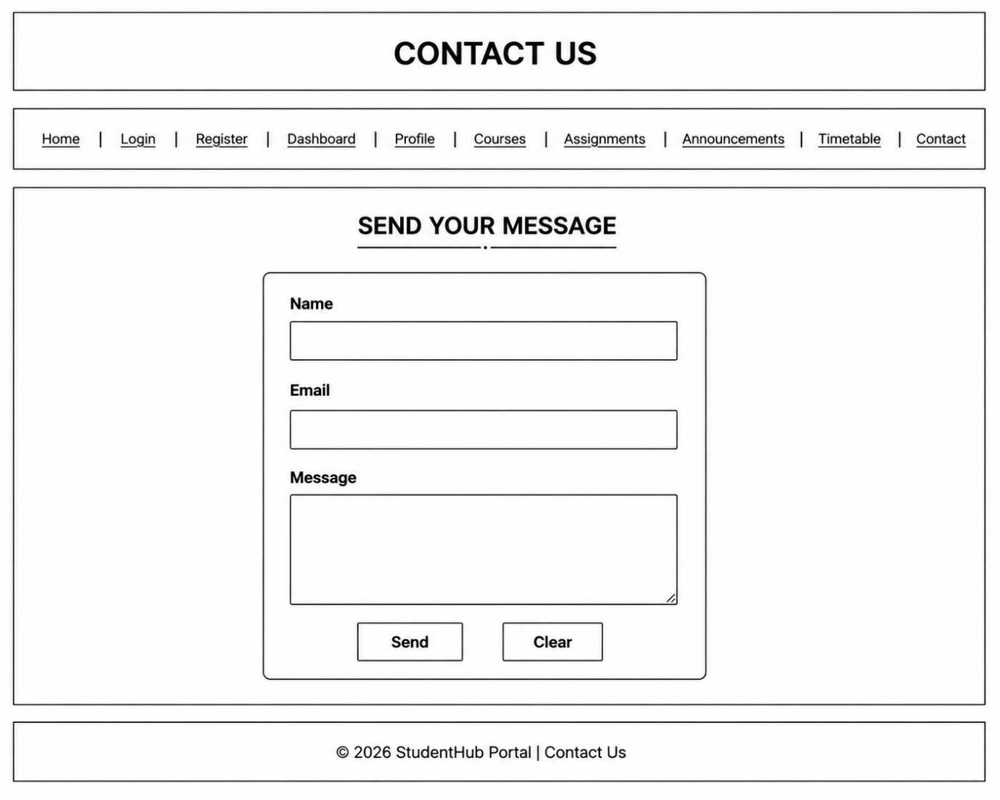 CONTACT US
Home | Login | Register | Dashboard | Profile | Courses | Assignments | Announcements | Timetable | Contact
SEND YOUR MESSAGE
Name
Email
Message
Send Clear
© 2026 StudentHub Portal | Contact Us